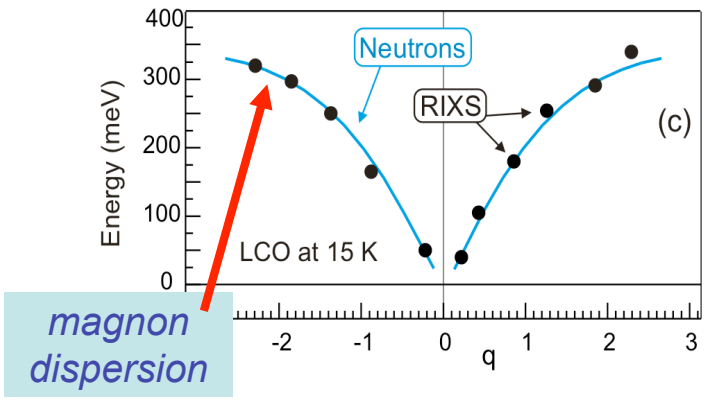 400
300
200
100
0
Energy (meV)
Neutrons
RIXS
(c)
LCO at 15 K
magnon
dispersion
-2 -1 0 1 2 3
q